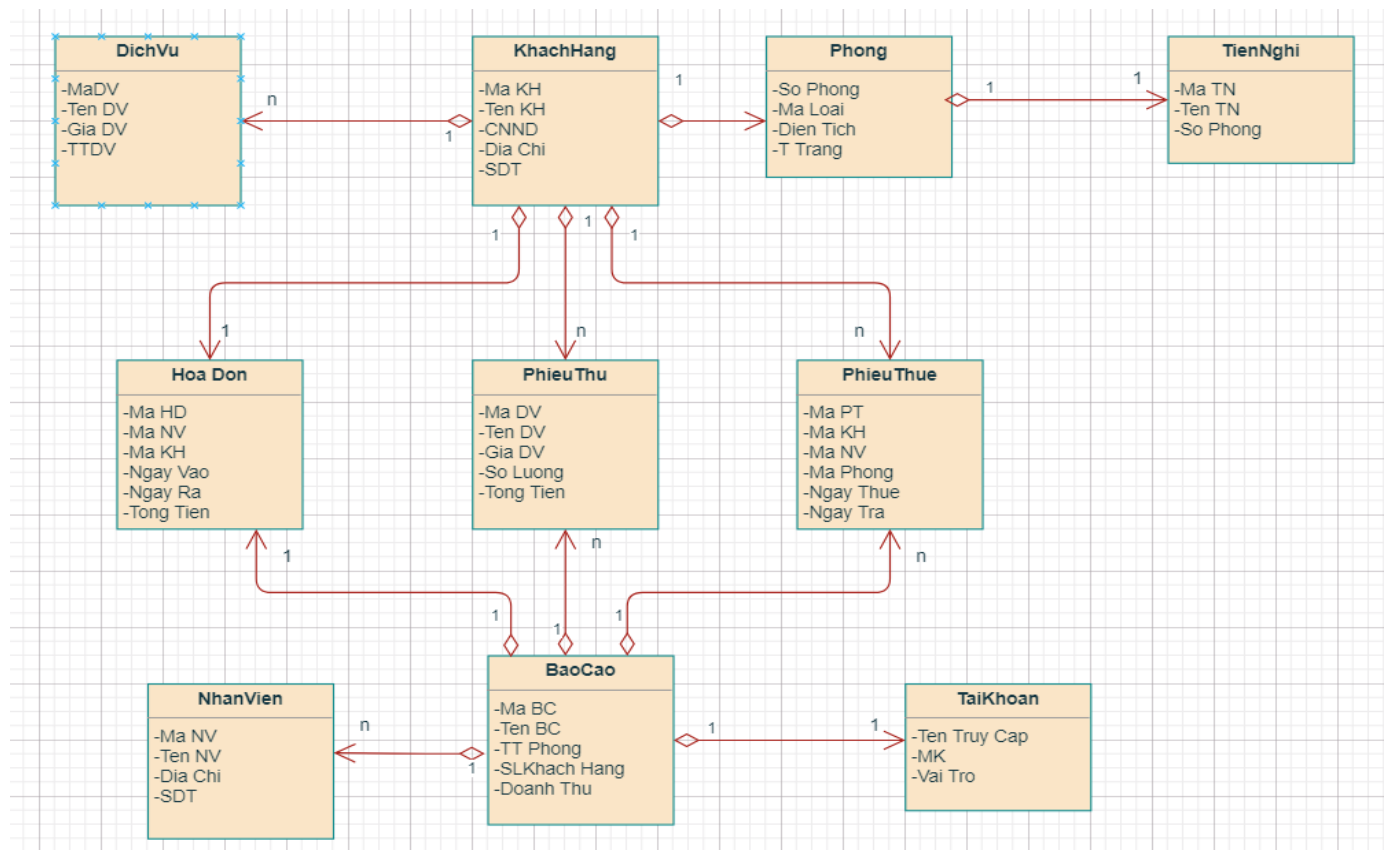 DichVu
-MaDV
-Ten DV
-Gia DV
-TTDV
n
1
KhachHang
-Ma KH
-Ten KH
-CNND
-Dia Chi
-SDT
1
Phong
-So Phong
-Ma Loai
-Dien Tich
-T Trang
1
1
TienNghi
-Ma TN
-Ten TN
-So Phong
1
1
1
1
n
n
Hoa Don
-Ma HD
-Ma NV
-Ma KH
-Ngay Vao
-Ngay Ra
-Tong Tien
PhieuThu
-Ma DV
-Ten DV
-Gia DV
-So Luong
-Tong Tien
PhieuThue
-Ma PT
-Ma KH
-Ma NV
-Ma Phong
-Ngay Thue
-Ngay Tra
1
n
n
1
1
1
NhanVien
-Ma NV
-Ten NV
-Dia Chi
-SDT
n
1
BaoCao
-Ma BC
-Ten BC
-TT Phong
-SLKhach Hang
-Doanh Thu
1
1
TaiKhoan
-Ten Truy Cap
-MK
-Vai Tro